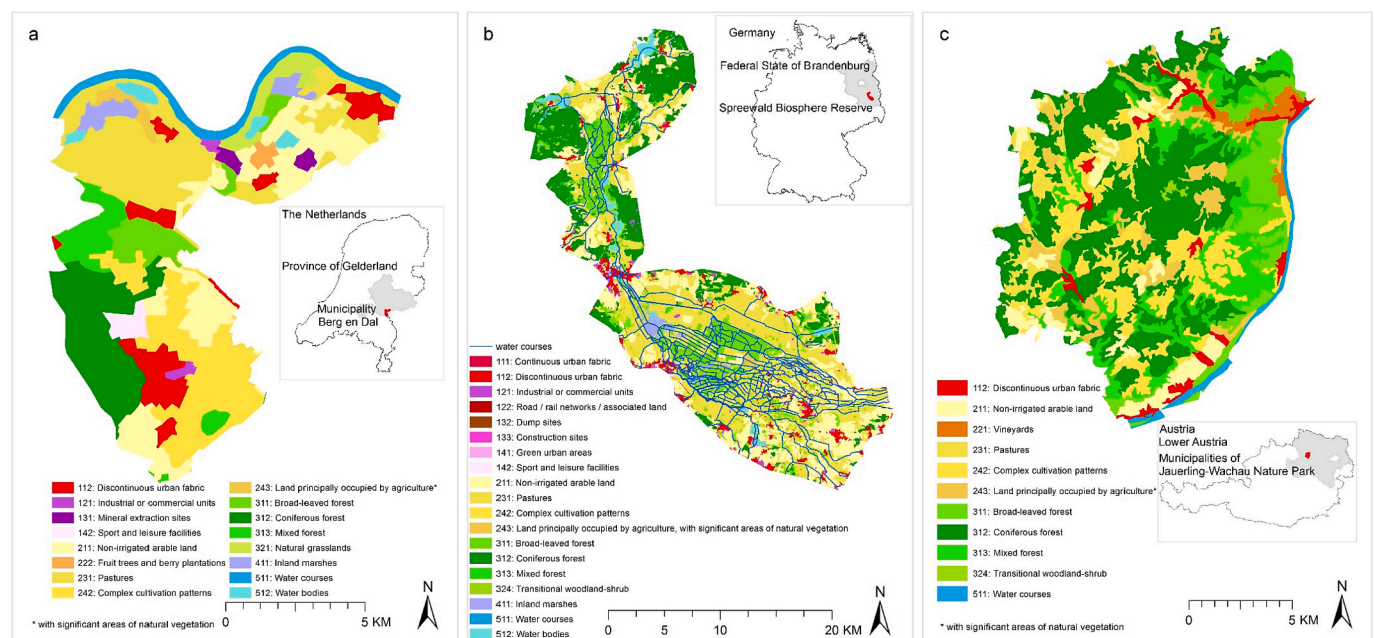 a
The Netherlands
Province of Gelderland
Municipality
Berg en Dal
112: Discontinuous urban fabric
121: Industrial or commercial units
131: Mineral extraction sites
142: Sport and leisure facilities
211: Non-irrigated arable land
222: Fruit trees and berry plantations
231: Pastures
242: Complex cultivation patterns
243: Land principally occupied by agriculture*
311: Broad-leaved forest
312: Coniferous forest
313: Mixed forest
321: Natural grasslands
411: Inland marshes
511: Water courses
512: Water bodies
0 5 KM
N
* with significant areas of natural vegetation
b
Germany
Federal State of Brandenburg
Spreewald Biosphere Reserve
water courses
111: Continuous urban fabric
112: Discontinuous urban fabric
121: Industrial or commercial units
122: Road / rail networks / associated land
132: Dump sites
133: Construction sites
141: Green urban areas
142: Sport and leisure facilities
211: Non-irrigated arable land
231: Pastures
242: Complex cultivation patterns
243: Land principally occupied by agriculture, with significant areas of natural vegetation
311: Broad-leaved forest
312: Coniferous forest
313: Mixed forest
324: Transitional woodland-shrub
411: Inland marshes
511: Water courses
512: Water bodies
0 10 20 KM
N
c
112: Discontinuous urban fabric
211: Non-irrigated arable land
221: Vineyards
231: Pastures
242: Complex cultivation patterns
243: Land principally occupied by agriculture*
311: Broad-leaved forest
312: Coniferous forest
313: Mixed forest
324: Transitional woodland-shrub
511: Water courses
Austria
Lower Austria
Municipalities of
Jauerling-Wachau Nature Park
0 5 KM
N
* with significant areas of natural vegetation